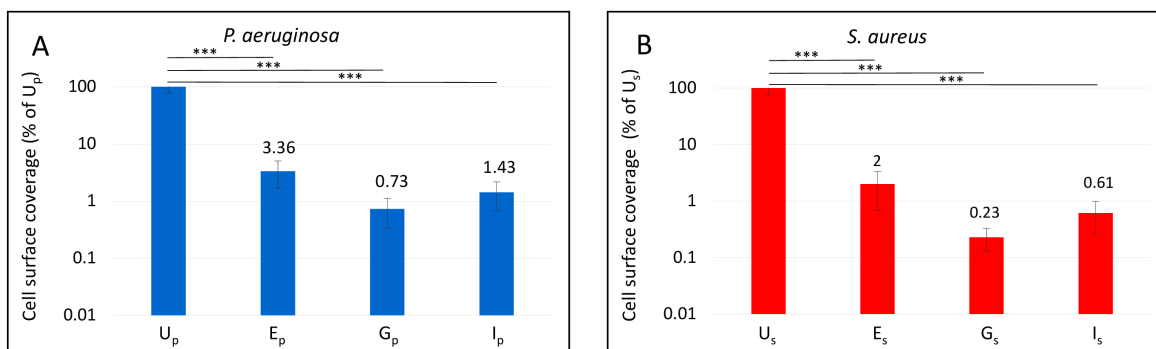 A
P. aeruginosa
***
***
***
Cell surface coverage (% of Uₚ)
100
10
1
0.1
0.01
3.36
0.73
1.43
Uₚ Eₚ Gₚ Iₚ
B
S. aureus
***
***
***
Cell surface coverage (% of Uₛ)
100
10
1
0.1
0.01
2
0.23
0.61
Uₛ Eₛ Gₛ Iₛ